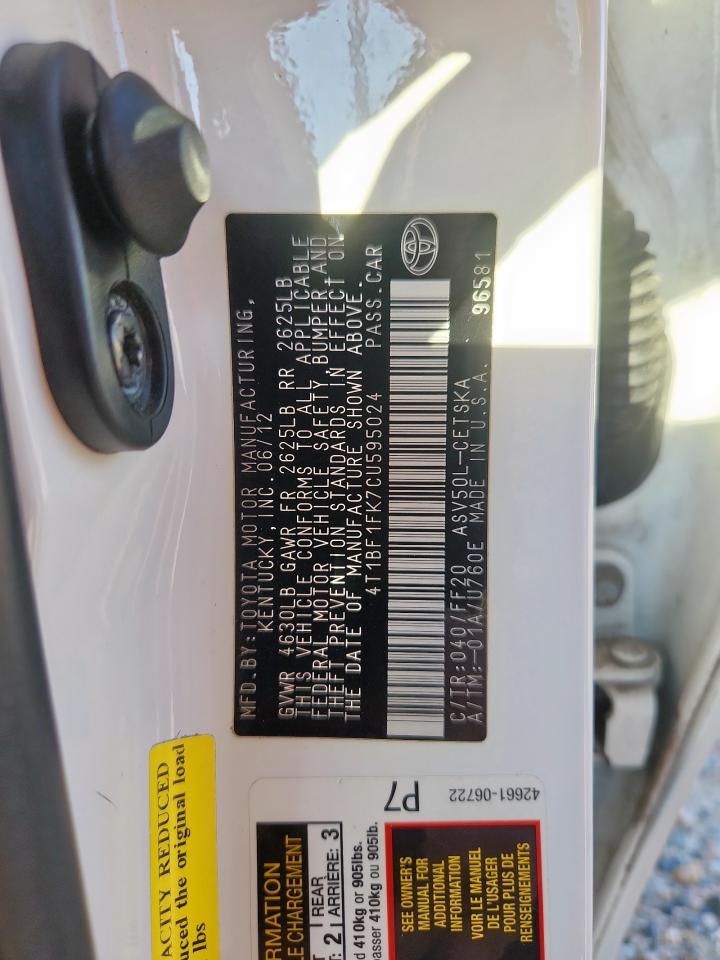 MFD.BY:TOYOTA MOTOR MANUFACTURING,
KENTUCKY, INC. 06/12
GVWR 4630LB GAWR FR 2625LB RR 2625LB
THIS VEHICLE CONFORMS TO ALL APPLICABLE
FEDERAL MOTOR VEHICLE SAFETY, BUMPER, AND
THEFT PREVENTION STANDARDS IN EFFECT ON
THE DATE OF MANUFACTURE SHOWN ABOVE.
4T1BF1FK7CU595024 PASS.CAR
C/TR:040/FF20 ASV50L-CETSKA
A/TM:-01A/U760E MADE IN U.S.A. 96581
ACITY REDUCED
uced the original load
lbs
RMATION
LE CHARGEMENT
2 REAR
ARRIÈRE: 3
d 410kg or 905lbs.
passer 410kg ou 905lb.
P7
42661-06722
SEE OWNER'S
MANUAL FOR
ADDITIONAL
INFORMATION
VOIR LE MANUEL
DE L'USAGER
POUR PLUS DE
RENSEIGNEMENTS